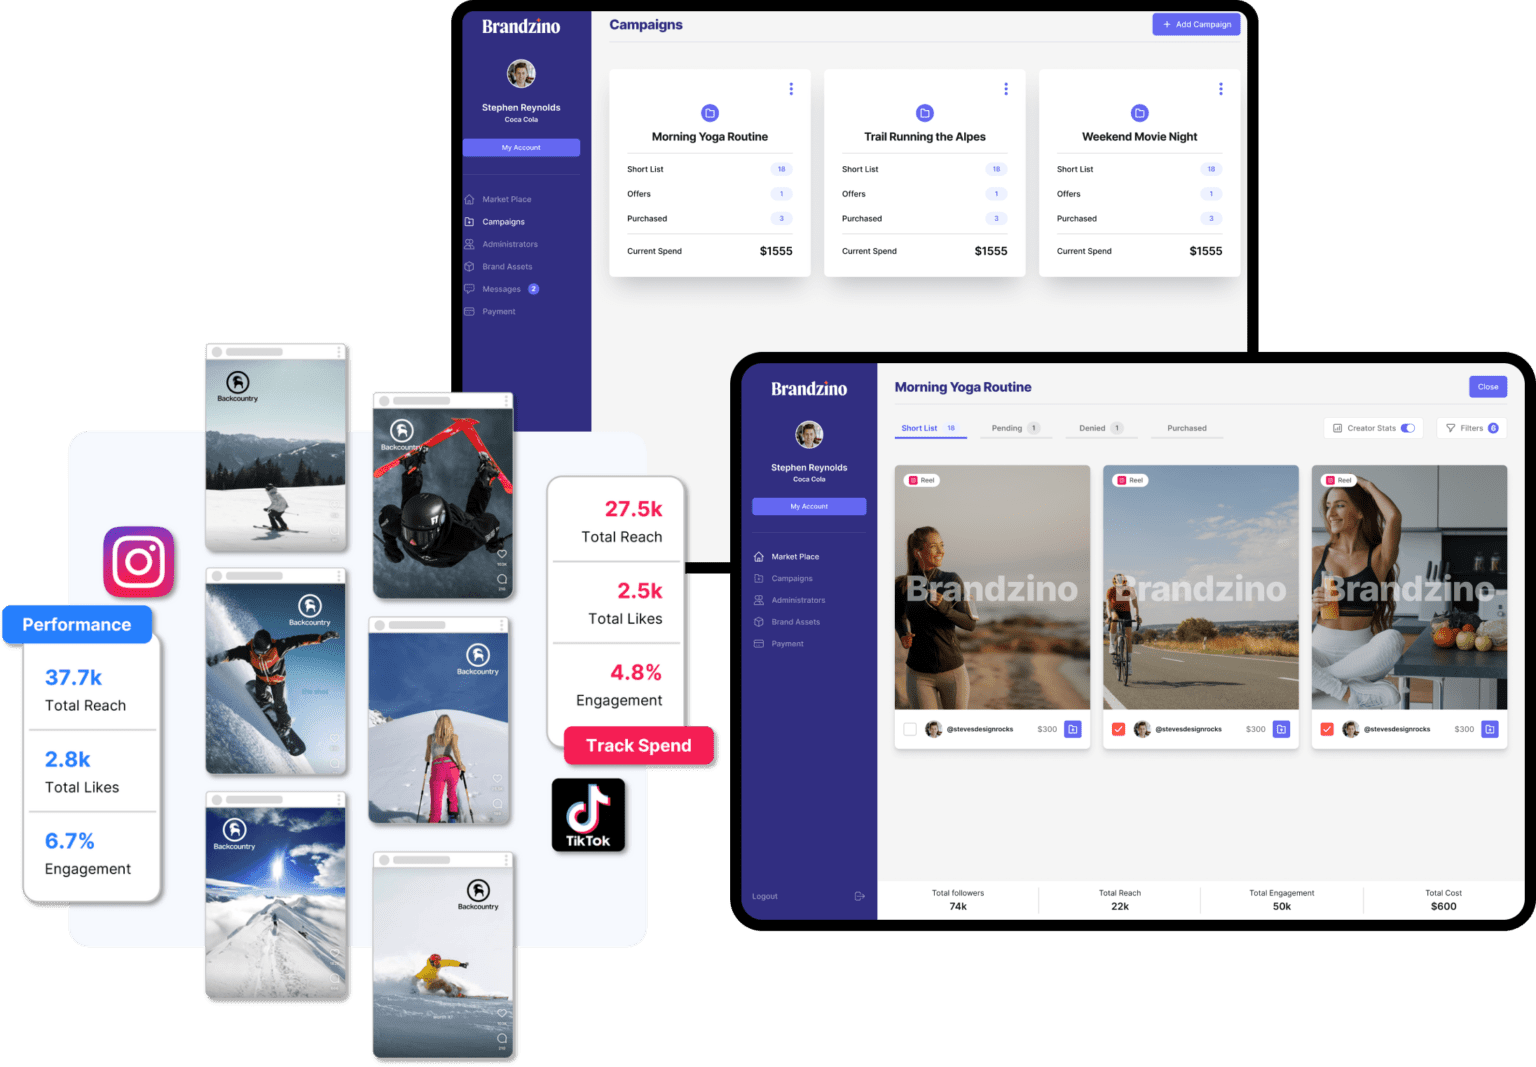 Brandzino
Stephen Reynolds
Coca Cola
My Account
Market Place
Campaigns
Administrators
Brand Assets
Messages 2
Payment
Campaigns
+ Add Campaign
Morning Yoga Routine
Short List 18
Offers 1
Purchased 3
Current Spend $1555
Trail Running the Alpes
Short List 18
Offers 1
Purchased 3
Current Spend $1555
Weekend Movie Night
Short List 18
Offers 1
Purchased 3
Current Spend $1555
Brandzino
Stephen Reynolds
Coca Cola
My Account
Market Place
Campaigns
Administrators
Brand Assets
Payment
Logout
Morning Yoga Routine
Close
Short List 18
Pending 1
Denied 1
Purchased
Creator Stats
Filters 6
Reel
Brandzino
@stevesdesignrocks $300
Reel
Brandzino
@stevesdesignrocks $300
Reel
Brandzino
@stevesdesignrocks $300
Total followers
74k
Total Reach
22k
Total Engagement
50k
Total Cost
$600
Backcountry
Backcountry
Backcountry
Backcountry
Backcountry
Backcountry
Performance
37.7k
Total Reach
2.8k
Total Likes
6.7%
Engagement
27.5k
Total Reach
2.5k
Total Likes
4.8%
Engagement
Track Spend
TikTok